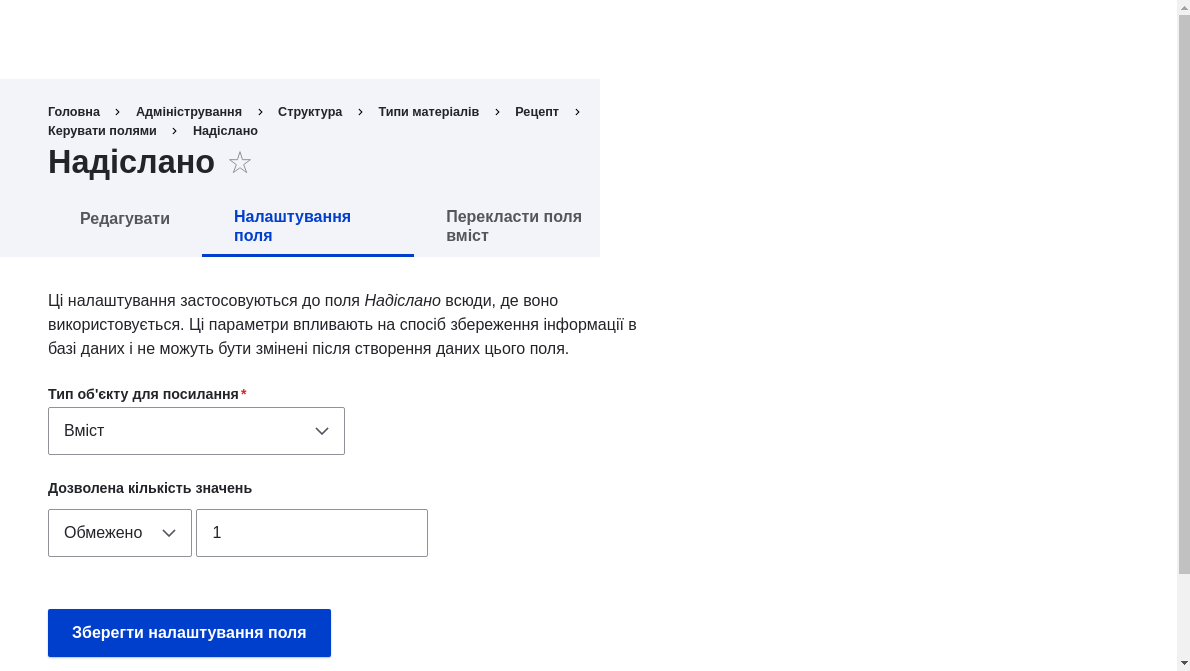 Головна Адміністрування Структура Типи матеріалів Рецепт
Керувати полями Надіслано
Надіслано
Редагувати
Налаштування
поля
Перекласти поля
вміст
Ці налаштування застосовуються до поля Надіслано всюди, де воно
використовується. Ці параметри впливають на спосіб збереження інформації в
базі даних і не можуть бути змінені після створення даних цього поля.
Тип об'єкту для посилання*
Вміст
Дозволена кількість значень
Обмежено 1
Зберегти налаштування поля